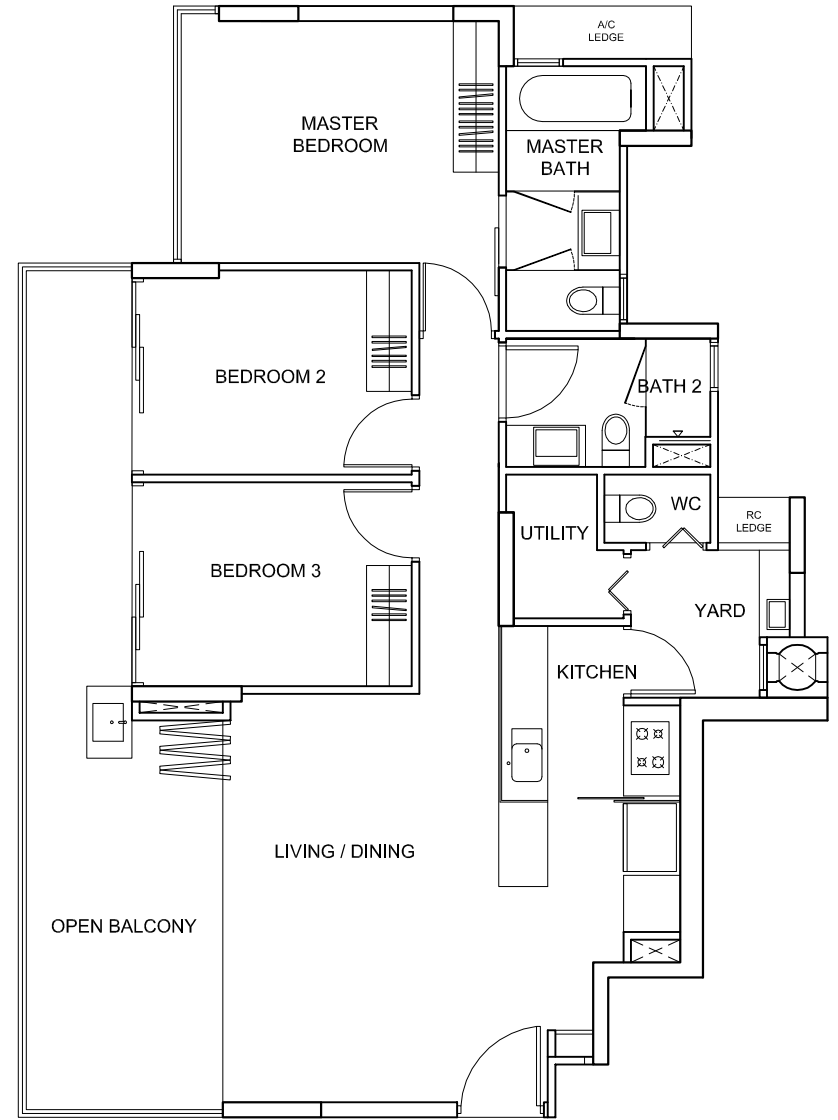 A/C
LEDGE
MASTER
BEDROOM
MASTER
BATH
BEDROOM 2
BATH 2
WC
RC
LEDGE
UTILITY
BEDROOM 3
YARD
KITCHEN
LIVING / DINING
OPEN BALCONY